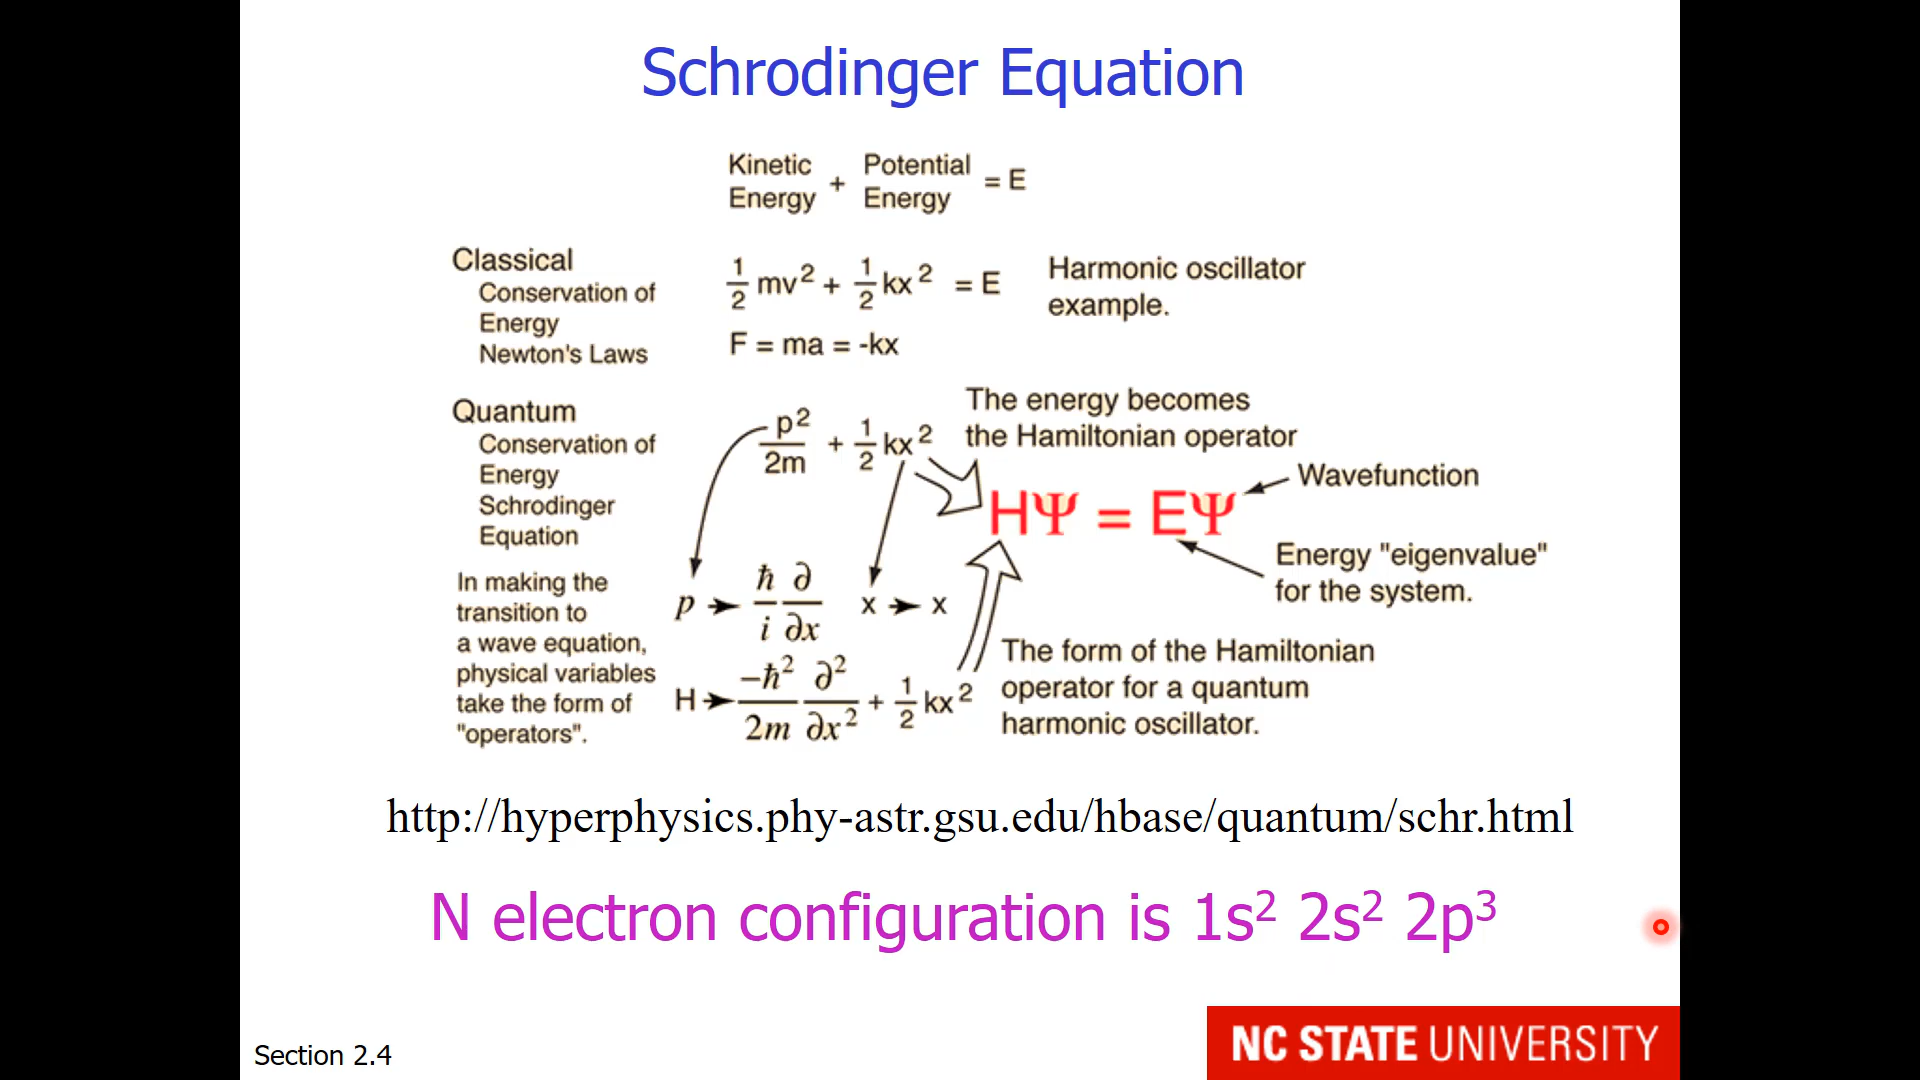 Schrodinger Equation
Kinetic Energy + Potential Energy = E
Classical
Conservation of
Energy
Newton's Laws
1/2 mv² + 1/2 kx² = E
F = ma = -kx
Harmonic oscillator
example.
Quantum
Conservation of
Energy
Schrodinger
Equation
p²/2m + 1/2 kx²
The energy becomes
the Hamiltonian operator
HΨ = EΨ
Wavefunction
Energy "eigenvalue"
for the system.
In making the
transition to
a wave equation,
physical variables
take the form of
"operators".
p → ħ/i ∂/∂x
x → x
H → −ħ²/2m ∂²/∂x² + 1/2 kx²
The form of the Hamiltonian
operator for a quantum
harmonic oscillator.
http://hyperphysics.phy-astr.gsu.edu/hbase/quantum/schr.html
N electron configuration is 1s² 2s² 2p³
Section 2.4
NC STATE UNIVERSITY